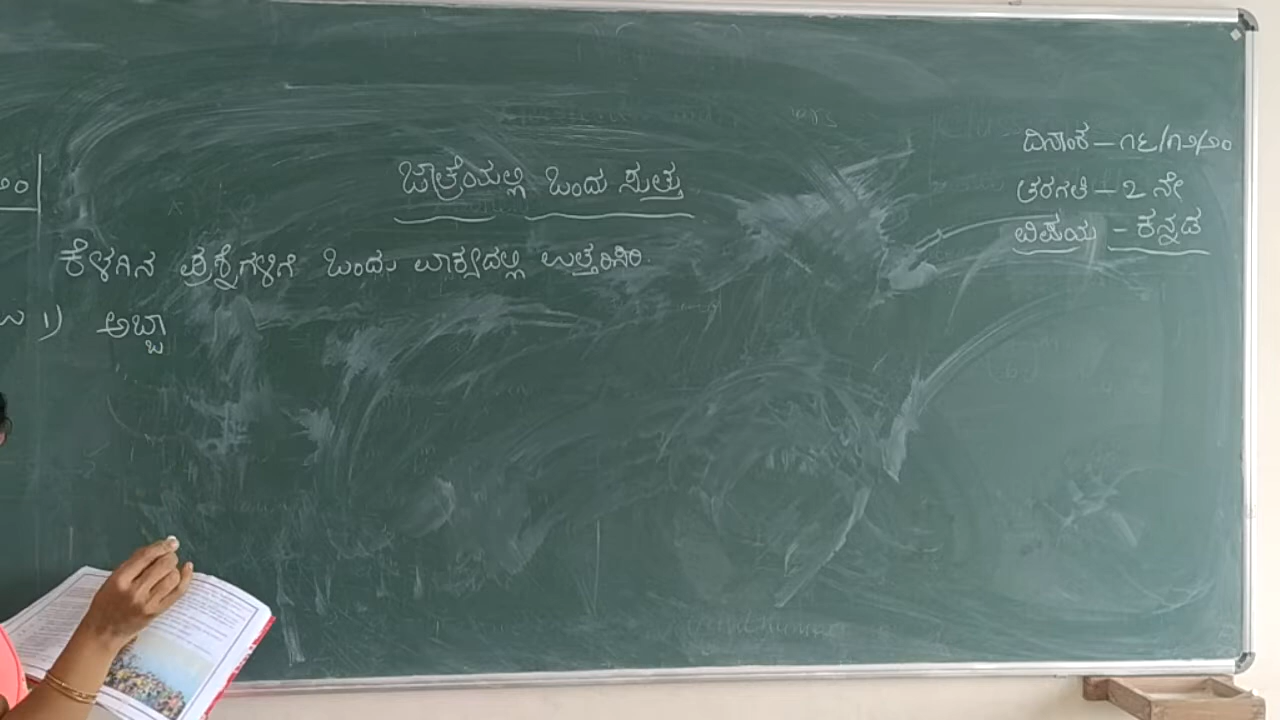 ದಿನಾಂಕ – ೧೬/೧೨/೨೦
ತರಗತಿ – 2 ನೇ
ವಿಷಯ – ಕನ್ನಡ
ಜಾತ್ರೆಯಲ್ಲಿ ಒಂದು ಸುತ್ತು
ಕೆಳಗಿನ ಪ್ರಶ್ನೆಗಳಿಗೆ ಒಂದು ವಾಕ್ಯದಲ್ಲಿ ಉತ್ತರಿಸಿರಿ.
1) ಅಬ್ಬಾ